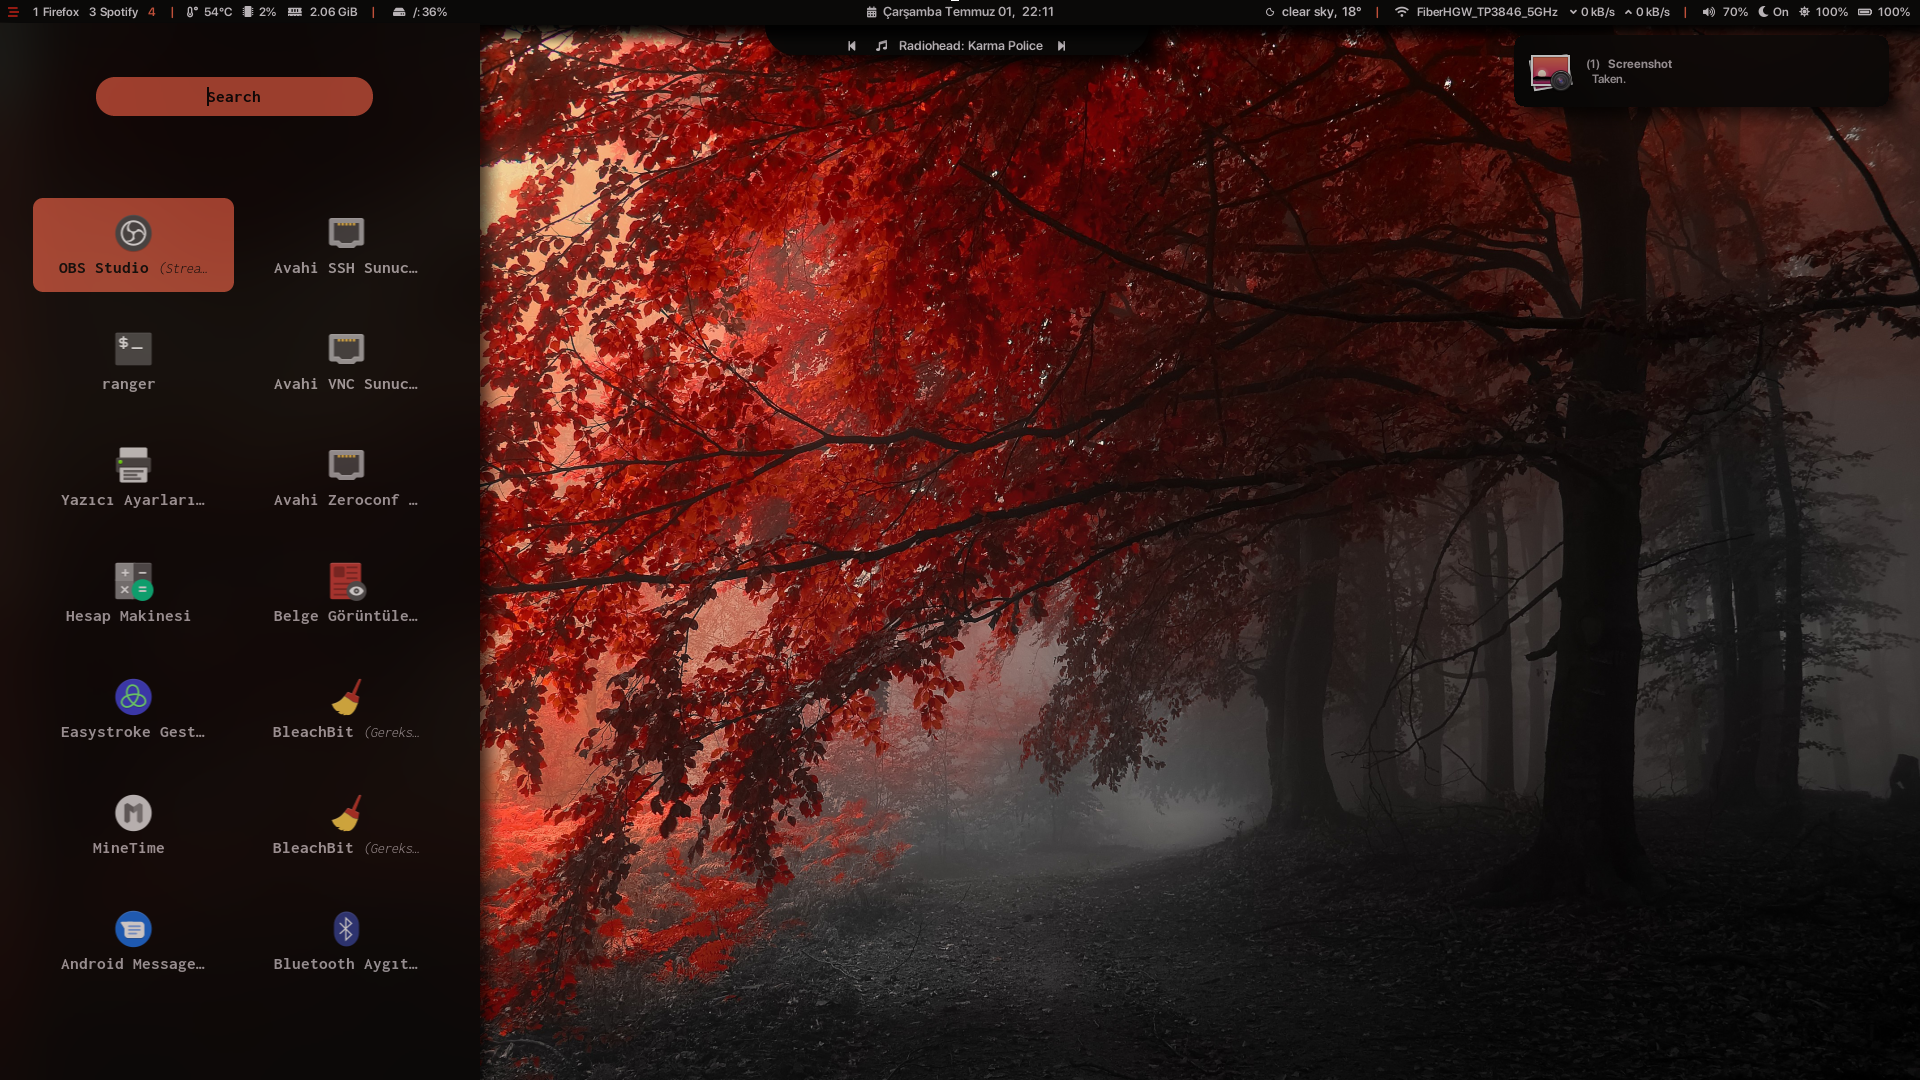 1 Firefox 3 Spotify 4 | 54°C 2% 2.06 GiB | /: 36%
Çarşamba Temmuz 01, 22:11
clear sky, 18° | FiberHGW_TP3846_5GHz 0 kB/s 0 kB/s | 70% On 100% 100%
Radiohead: Karma Police
(1) Screenshot
Taken.
Search
OBS Studio (Strea…
Avahi SSH Sunuc…
$_
ranger
Avahi VNC Sunuc…
Yazıcı Ayarları…
Avahi Zeroconf …
Hesap Makinesi
Belge Görüntüle…
Easystroke Gest…
BleachBit (Gereks…
M
MineTime
BleachBit (Gereks…
Android Message…
Bluetooth Aygıt…